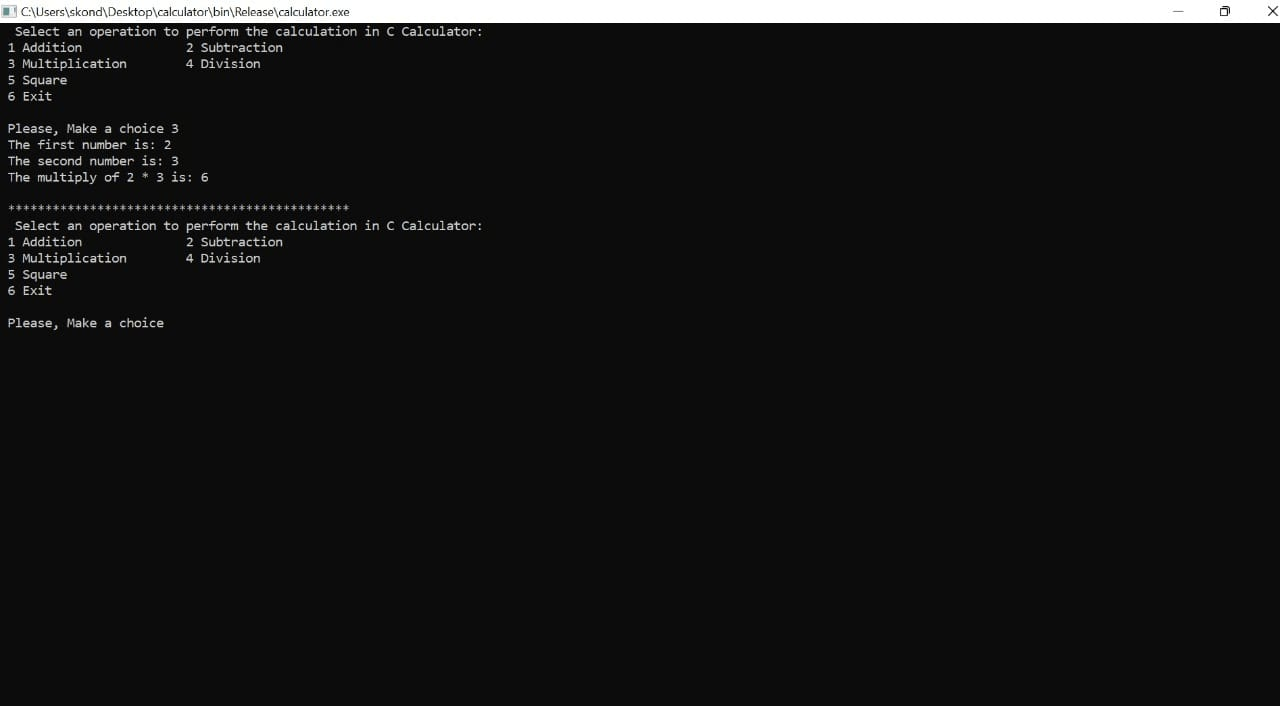 C:\Users\skond\Desktop\calculator\bin\Release\calculator.exe
Select an operation to perform the calculation in C Calculator:
1 Addition 2 Subtraction
3 Multiplication 4 Division
5 Square
6 Exit
Please, Make a choice 3
The first number is: 2
The second number is: 3
The multiply of 2 * 3 is: 6
**********************************************
Select an operation to perform the calculation in C Calculator:
1 Addition 2 Subtraction
3 Multiplication 4 Division
5 Square
6 Exit
Please, Make a choice